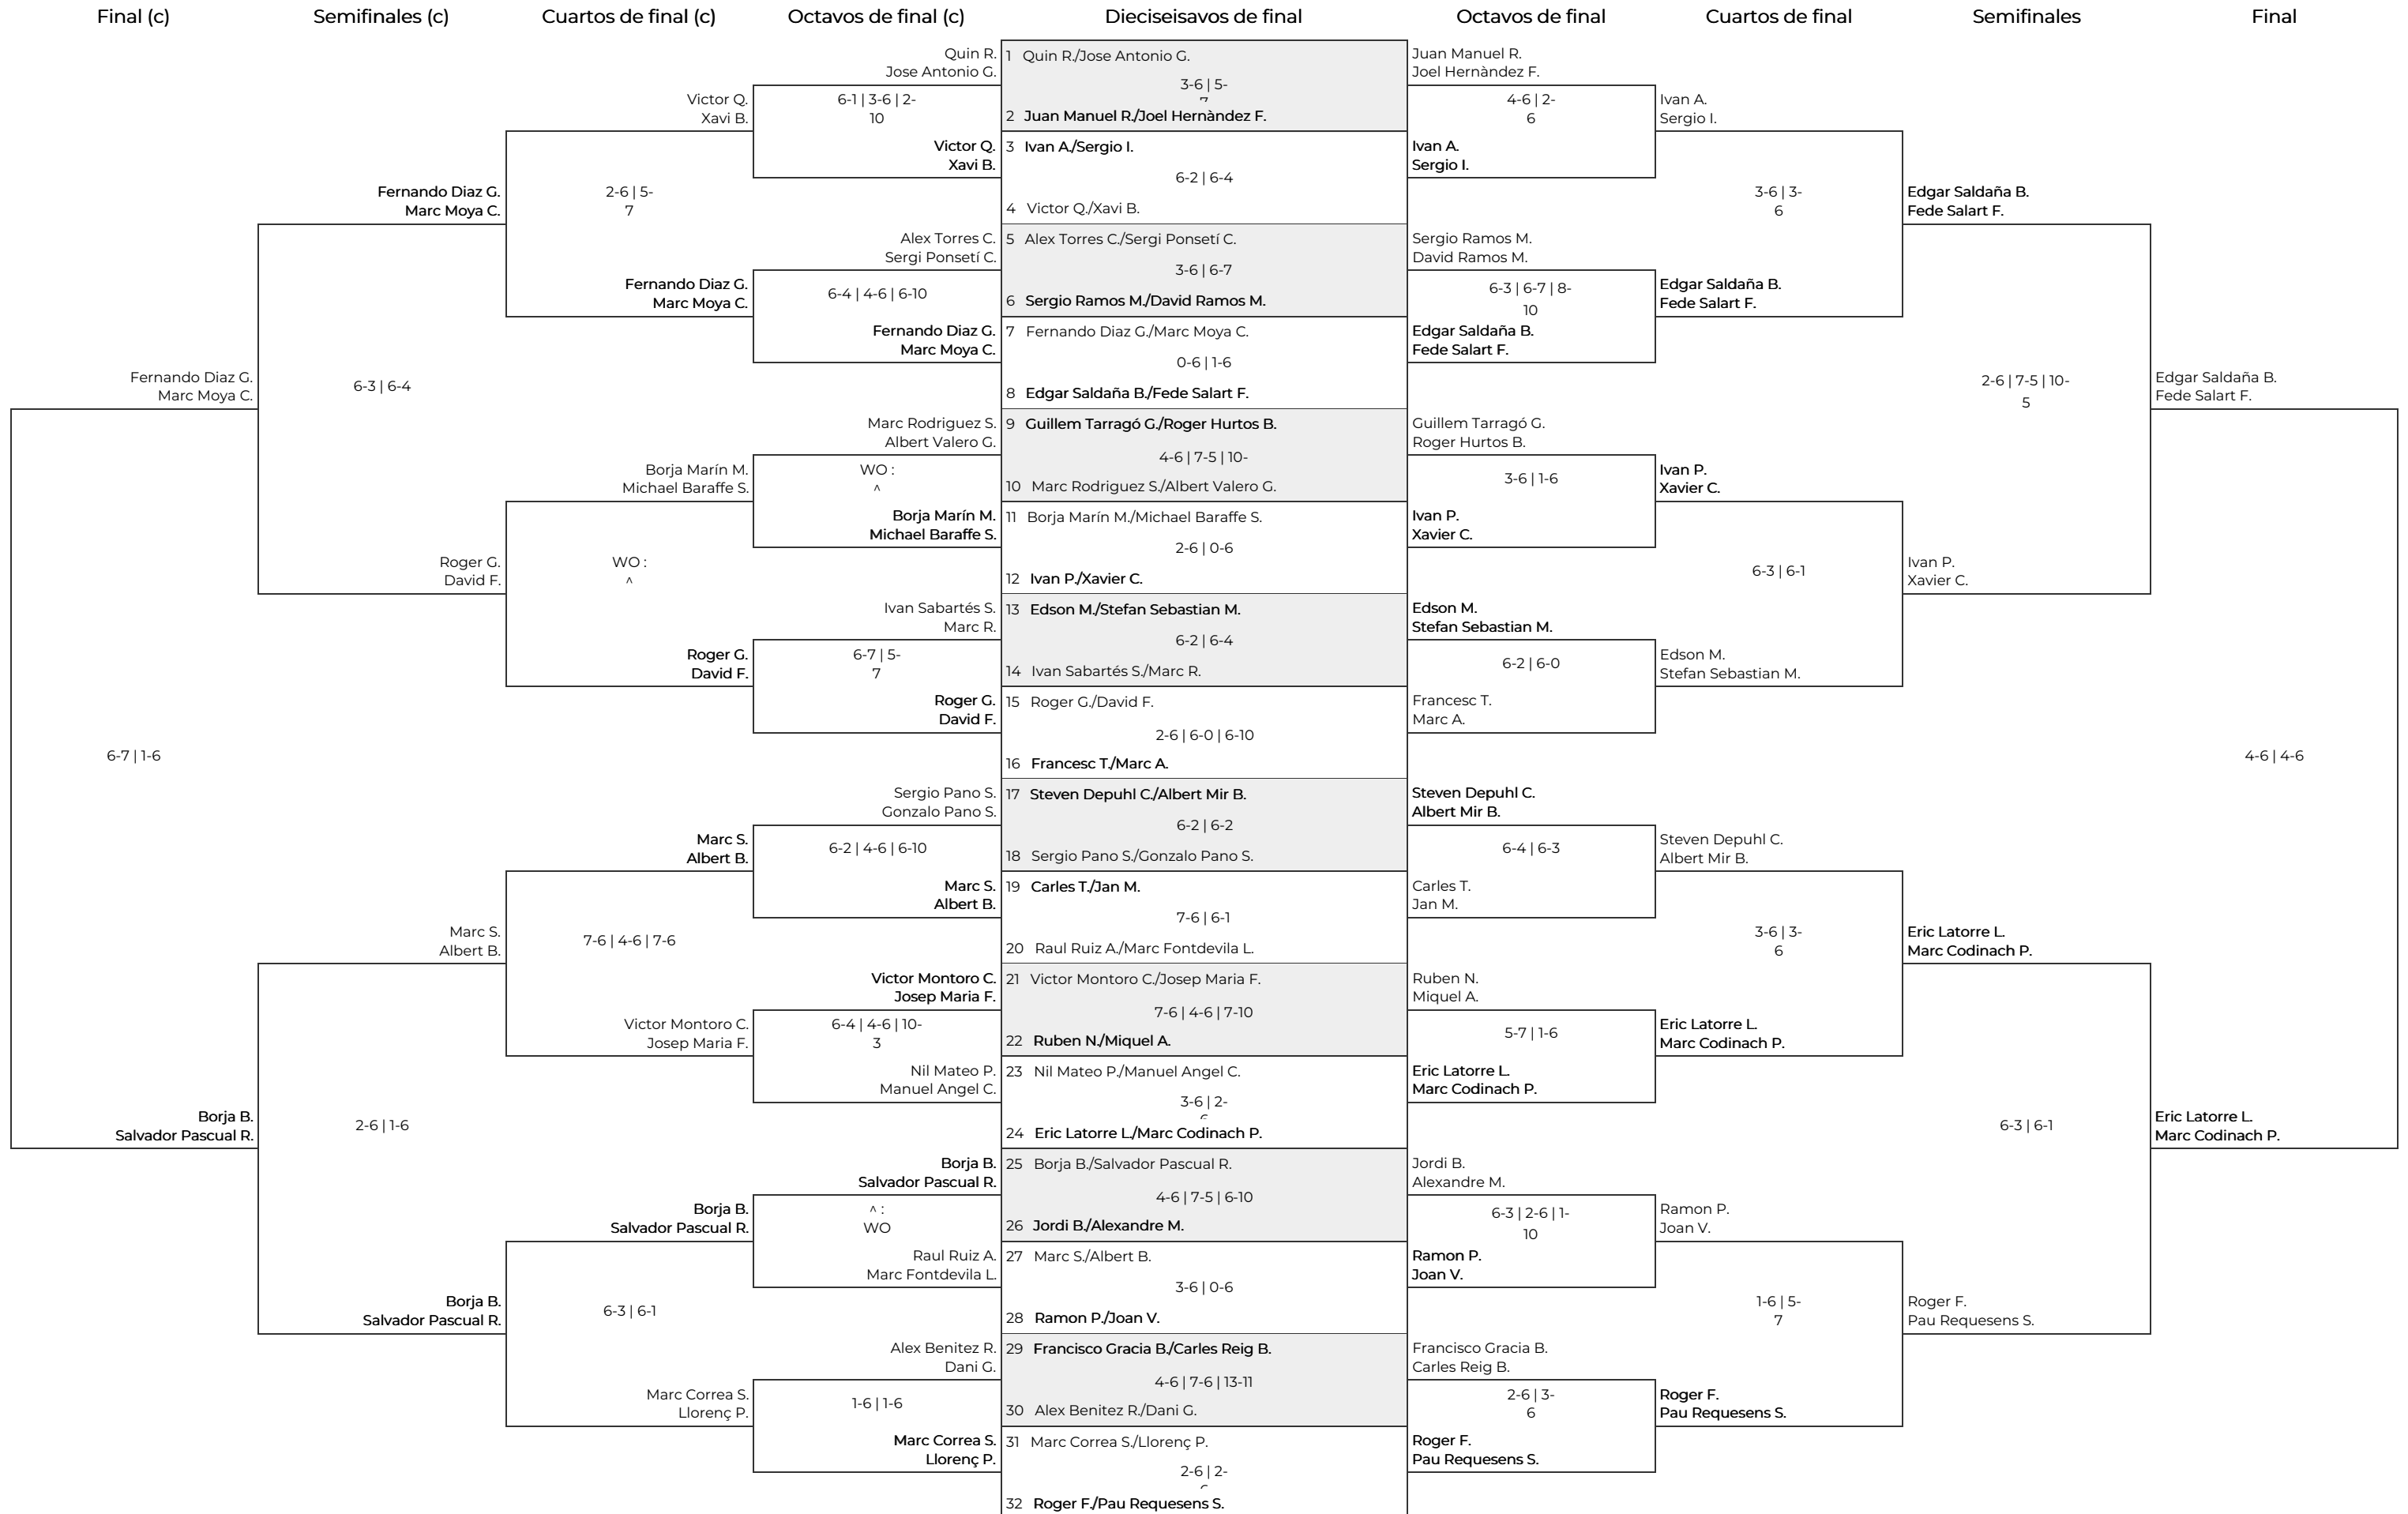 Final (c)
Semifinales (c)
Cuartos de final (c)
Octavos de final (c)
Dieciseisavos de final
Octavos de final
Cuartos de final
Semifinales
Final
Fernando Diaz G.
Marc Moya C.
6-7 | 1-6
Borja B.
Salvador Pascual R.
Fernando Diaz G.
Marc Moya C.
6-3 | 6-4
Roger G.
David F.
Marc S.
Albert B.
2-6 | 1-6
Borja B.
Salvador Pascual R.
Victor Q.
Xavi B.
2-6 | 5-
7
Fernando Diaz G.
Marc Moya C.
Borja Marín M.
Michael Baraffe S.
WO :
^
Roger G.
David F.
Marc S.
Albert B.
7-6 | 4-6 | 7-6
Victor Montoro C.
Josep Maria F.
Borja B.
Salvador Pascual R.
6-3 | 6-1
Marc Correa S.
Llorenç P.
Quin R.
Jose Antonio G.
6-1 | 3-6 | 2-
10
Victor Q.
Xavi B.
Alex Torres C.
Sergi Ponsetí C.
6-4 | 4-6 | 6-10
Fernando Diaz G.
Marc Moya C.
Marc Rodriguez S.
Albert Valero G.
WO :
^
Borja Marín M.
Michael Baraffe S.
Ivan Sabartés S.
Marc R.
6-7 | 5-
7
Roger G.
David F.
Sergio Pano S.
Gonzalo Pano S.
6-2 | 4-6 | 6-10
Marc S.
Albert B.
Victor Montoro C.
Josep Maria F.
6-4 | 4-6 | 10-
3
Nil Mateo P.
Manuel Angel C.
Borja B.
Salvador Pascual R.
^ :
WO
Raul Ruiz A.
Marc Fontdevila L.
Alex Benitez R.
Dani G.
1-6 | 1-6
Marc Correa S.
Llorenç P.
1 Quin R./Jose Antonio G.
3-6 | 5-
2 Juan Manuel R./Joel Hernàndez F.
3 Ivan A./Sergio I.
6-2 | 6-4
4 Victor Q./Xavi B.
5 Alex Torres C./Sergi Ponsetí C.
3-6 | 6-7
6 Sergio Ramos M./David Ramos M.
7 Fernando Diaz G./Marc Moya C.
0-6 | 1-6
8 Edgar Saldaña B./Fede Salart F.
9 Guillem Tarragó G./Roger Hurtos B.
4-6 | 7-5 | 10-
10 Marc Rodriguez S./Albert Valero G.
11 Borja Marín M./Michael Baraffe S.
2-6 | 0-6
12 Ivan P./Xavier C.
13 Edson M./Stefan Sebastian M.
6-2 | 6-4
14 Ivan Sabartés S./Marc R.
15 Roger G./David F.
2-6 | 6-0 | 6-10
16 Francesc T./Marc A.
17 Steven Depuhl C./Albert Mir B.
6-2 | 6-2
18 Sergio Pano S./Gonzalo Pano S.
19 Carles T./Jan M.
7-6 | 6-1
20 Raul Ruiz A./Marc Fontdevila L.
21 Victor Montoro C./Josep Maria F.
7-6 | 4-6 | 7-10
22 Ruben N./Miquel A.
23 Nil Mateo P./Manuel Angel C.
3-6 | 2-
24 Eric Latorre L./Marc Codinach P.
25 Borja B./Salvador Pascual R.
4-6 | 7-5 | 6-10
26 Jordi B./Alexandre M.
27 Marc S./Albert B.
3-6 | 0-6
28 Ramon P./Joan V.
29 Francisco Gracia B./Carles Reig B.
4-6 | 7-6 | 13-11
30 Alex Benitez R./Dani G.
31 Marc Correa S./Llorenç P.
2-6 | 2-
32 Roger F./Pau Requesens S.
Juan Manuel R.
Joel Hernàndez F.
4-6 | 2-
6
Ivan A.
Sergio I.
Sergio Ramos M.
David Ramos M.
6-3 | 6-7 | 8-
10
Edgar Saldaña B.
Fede Salart F.
Guillem Tarragó G.
Roger Hurtos B.
3-6 | 1-6
Ivan P.
Xavier C.
Edson M.
Stefan Sebastian M.
6-2 | 6-0
Francesc T.
Marc A.
Steven Depuhl C.
Albert Mir B.
6-4 | 6-3
Carles T.
Jan M.
Ruben N.
Miquel A.
5-7 | 1-6
Eric Latorre L.
Marc Codinach P.
Jordi B.
Alexandre M.
6-3 | 2-6 | 1-
10
Ramon P.
Joan V.
Francisco Gracia B.
Carles Reig B.
2-6 | 3-
6
Roger F.
Pau Requesens S.
Ivan A.
Sergio I.
3-6 | 3-
6
Edgar Saldaña B.
Fede Salart F.
Ivan P.
Xavier C.
6-3 | 6-1
Edson M.
Stefan Sebastian M.
Steven Depuhl C.
Albert Mir B.
3-6 | 3-
6
Eric Latorre L.
Marc Codinach P.
Ramon P.
Joan V.
1-6 | 5-
7
Roger F.
Pau Requesens S.
Edgar Saldaña B.
Fede Salart F.
2-6 | 7-5 | 10-
5
Ivan P.
Xavier C.
Eric Latorre L.
Marc Codinach P.
6-3 | 6-1
Roger F.
Pau Requesens S.
Edgar Saldaña B.
Fede Salart F.
4-6 | 4-6
Eric Latorre L.
Marc Codinach P.